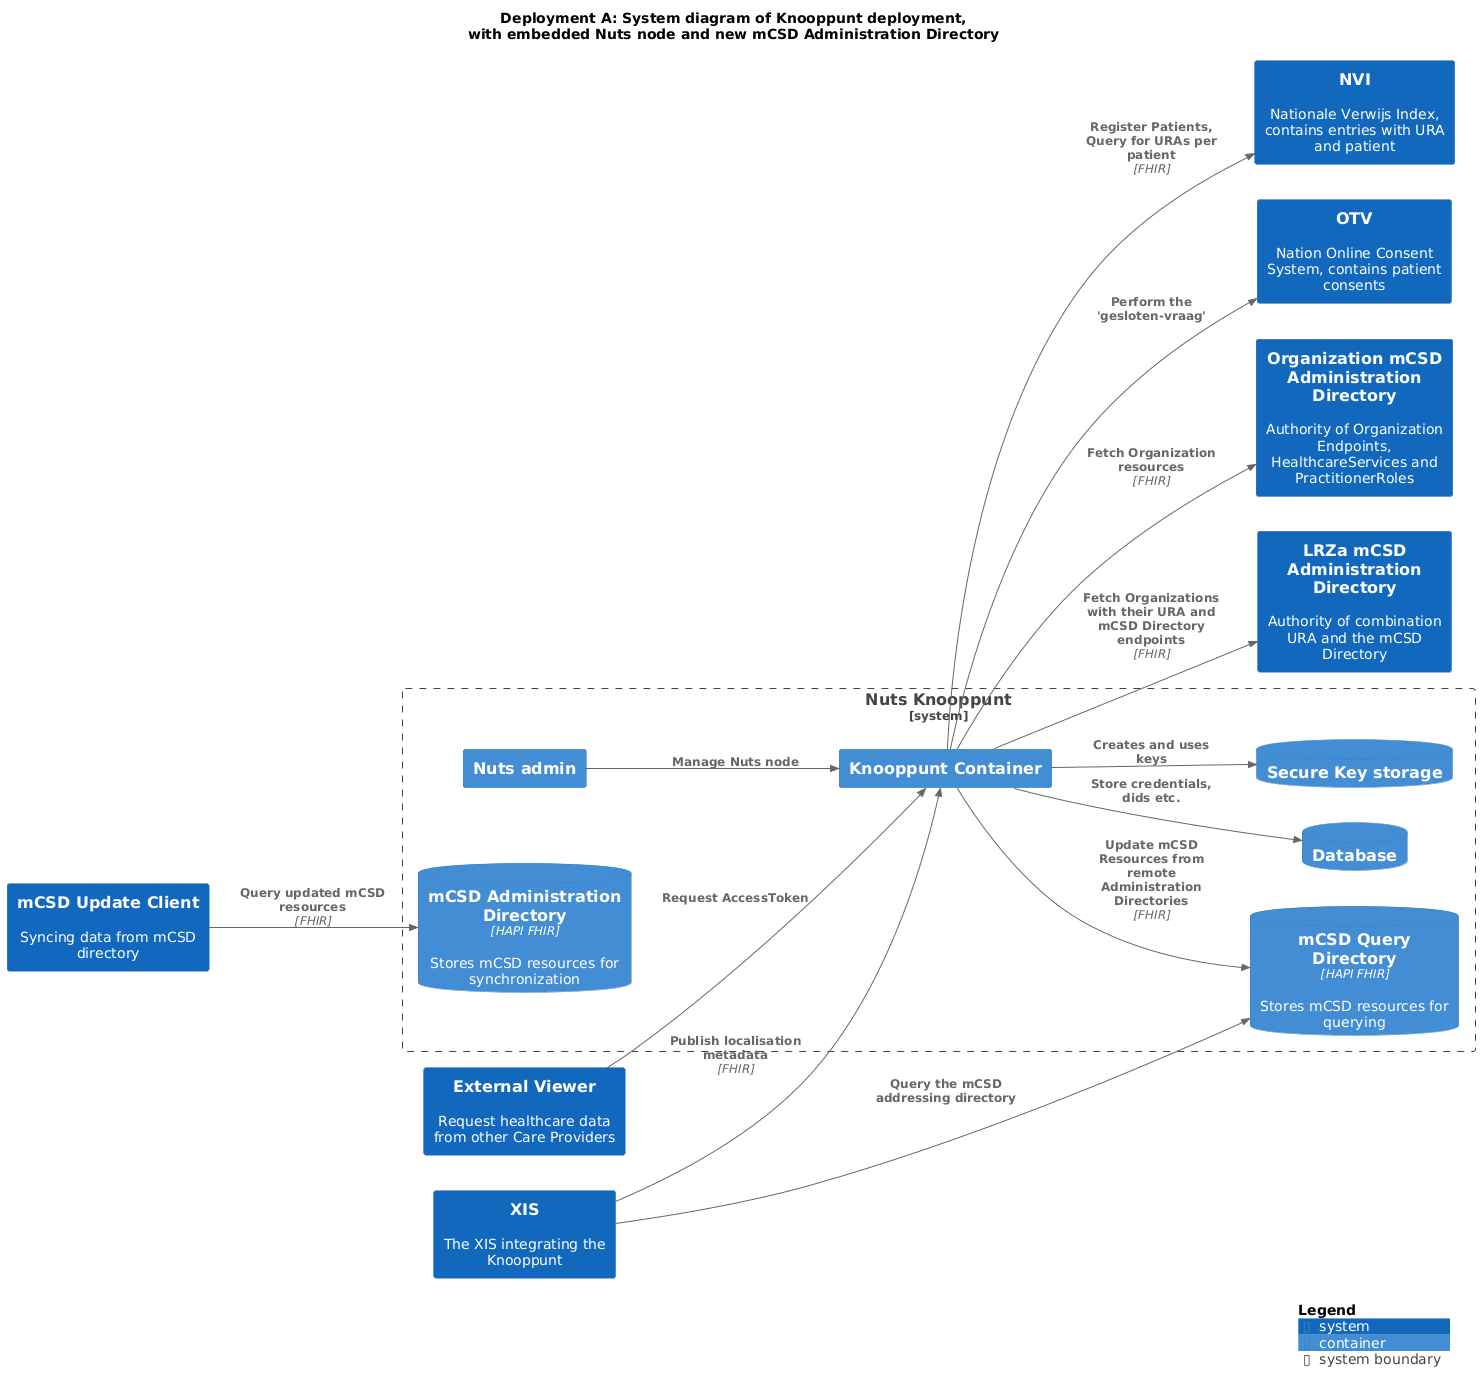 Deployment A: System diagram of Knooppunt deployment,
with embedded Nuts node and new mCSD Administration Directory
NVI
Nationale Verwijs Index,
contains entries with URA
and patient
Register Patients,
Query for URAs per
patient
[FHIR]
OTV
Nation Online Consent
System, contains patient
consents
Perform the
'gesloten-vraag'
Organization mCSD
Administration
Directory
Authority of Organization
Endpoints,
HealthcareServices and
PractitionerRoles
Fetch Organization
resources
[FHIR]
LRZa mCSD
Administration
Directory
Authority of combination
URA and the mCSD
Directory
Fetch Organizations
with their URA and
mCSD Directory
endpoints
[FHIR]
Nuts Knooppunt
[system]
Nuts admin
Manage Nuts node
Knooppunt Container
Creates and uses
keys
Secure Key storage
Store credentials,
dids etc.
Database
Update mCSD
Resources from
remote
Administration
Directories
[FHIR]
mCSD Query
Directory
[HAPI FHIR]
Stores mCSD resources for
querying
mCSD Update Client
Syncing data from mCSD
directory
Query updated mCSD
resources
[FHIR]
mCSD Administration
Directory
[HAPI FHIR]
Stores mCSD resources for
synchronization
Request AccessToken
Publish localisation
metadata
[FHIR]
External Viewer
Request healthcare data
from other Care Providers
Query the mCSD
addressing directory
XIS
The XIS integrating the
Knooppunt
Legend
system
container
system boundary